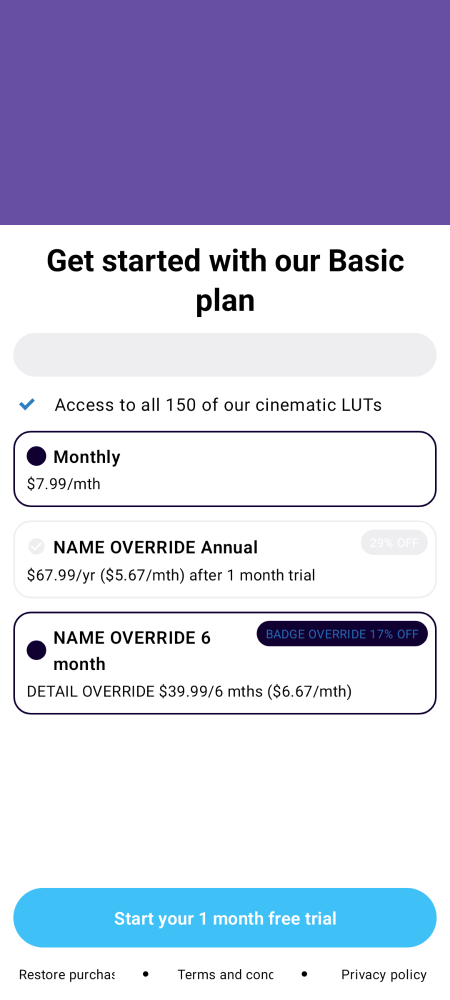 Get started with our Basic
plan
Access to all 150 of our cinematic LUTs
Monthly
$7.99/mth
NAME OVERRIDE Annual
29% OFF
$67.99/yr ($5.67/mth) after 1 month trial
NAME OVERRIDE 6
month
BADGE OVERRIDE 17% OFF
DETAIL OVERRIDE $39.99/6 mths ($6.67/mth)
Start your 1 month free trial
Restore purchas • Terms and conc • Privacy policy